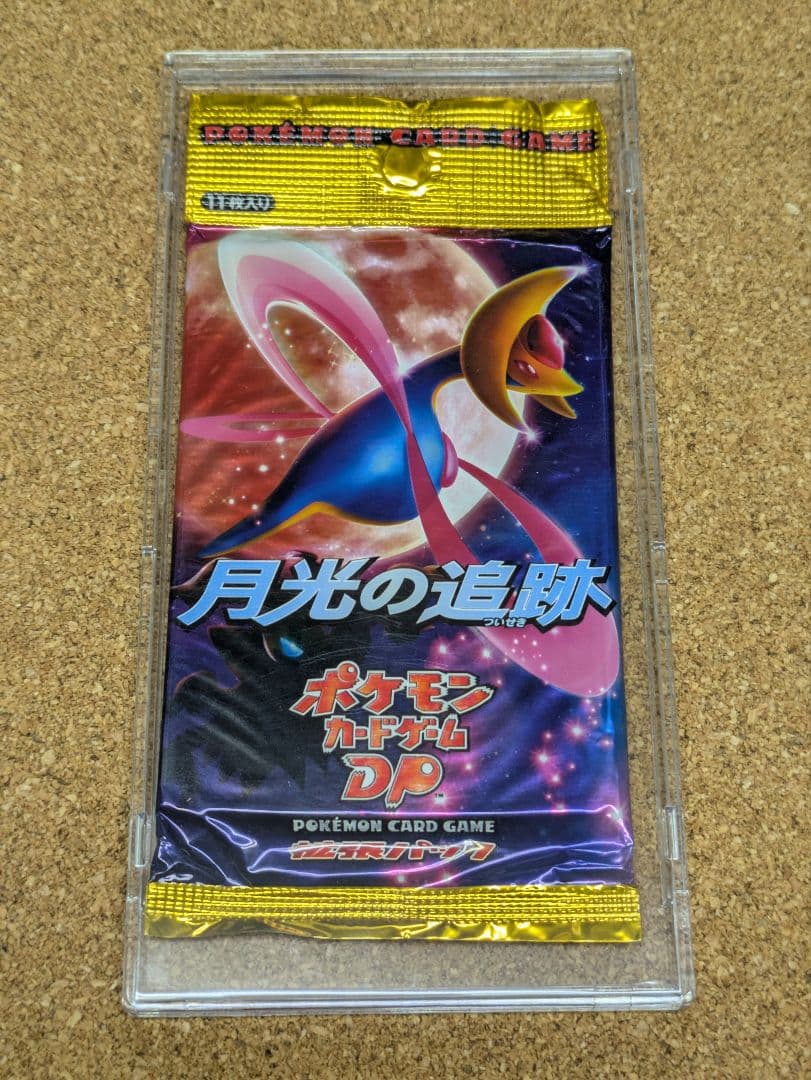 POKÉMON CARD GAME
11枚入り
月光の追跡
ついせき
ポケモン
カードゲーム
DP™
POKÉMON CARD GAME
拡張パック